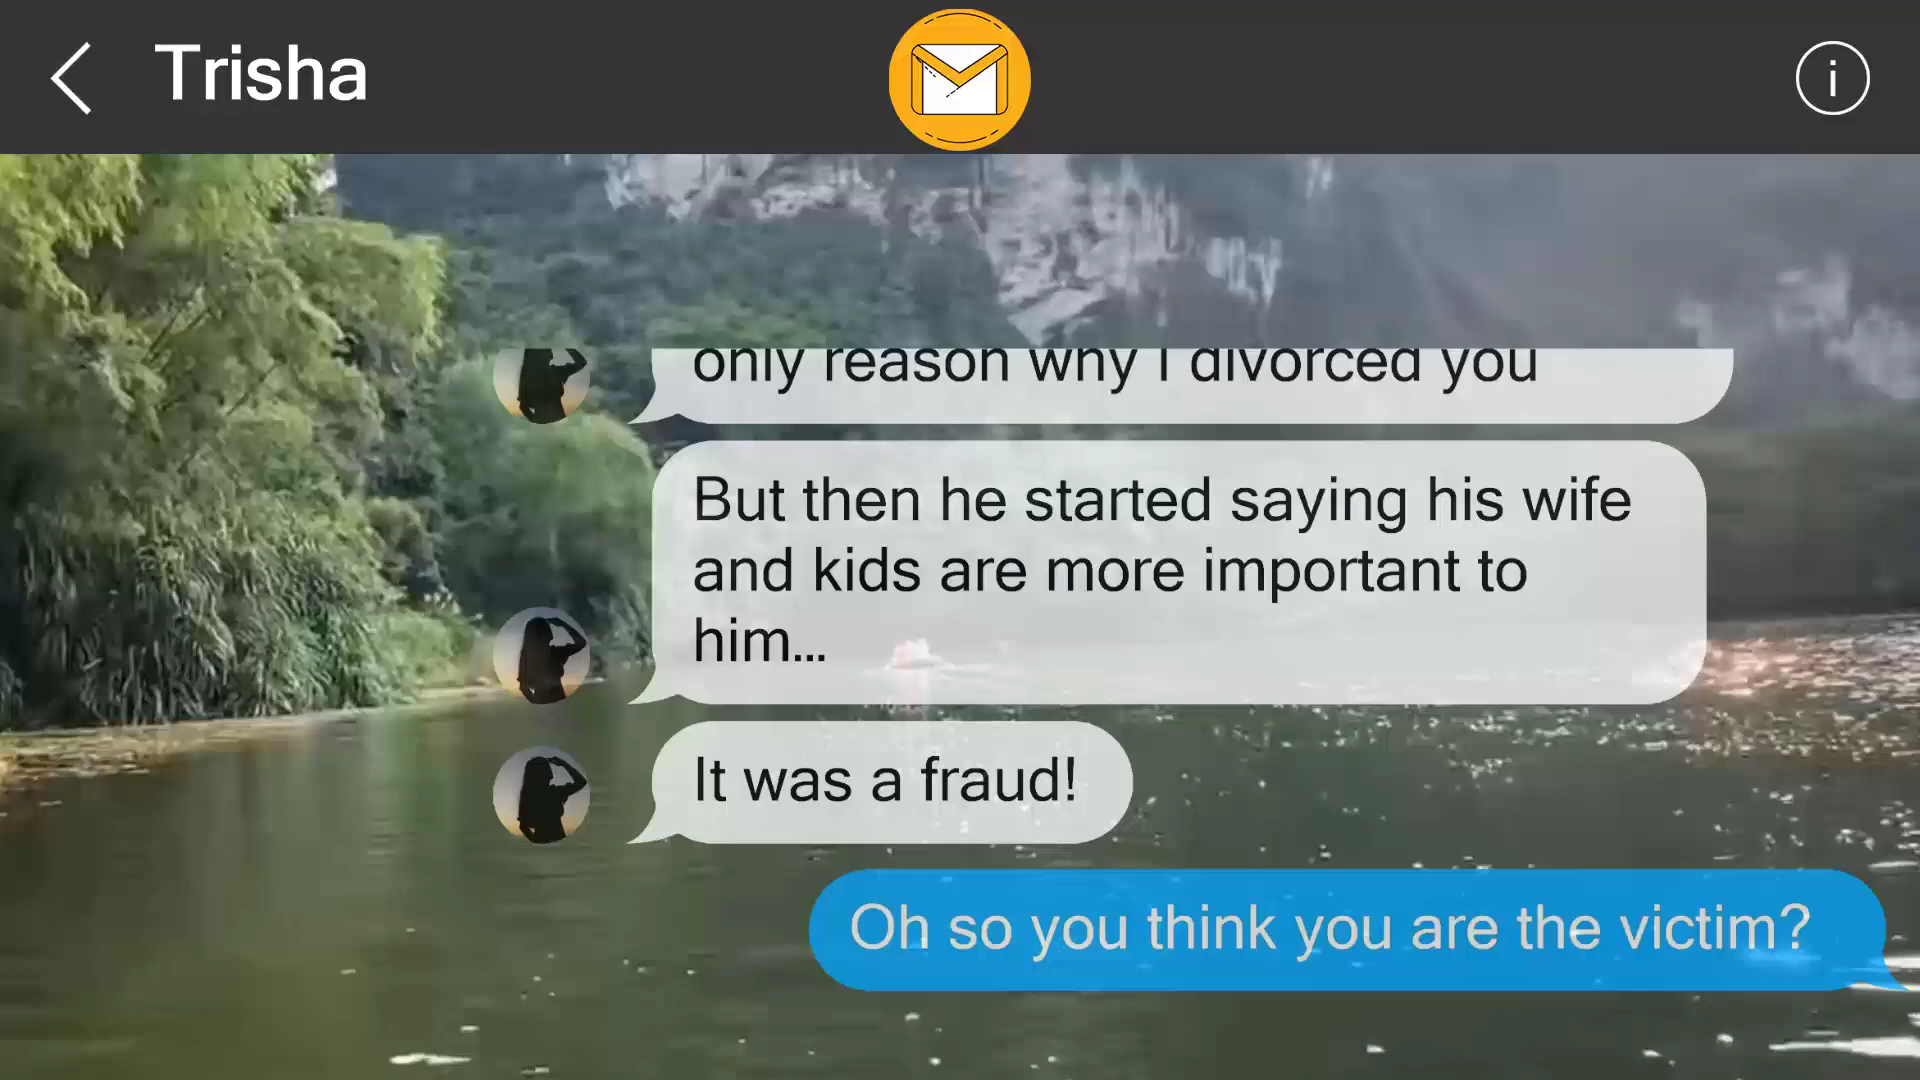 Trisha
i
only reason why I divorced you
But then he started saying his wife
and kids are more important to
him...
It was a fraud!
Oh so you think you are the victim?